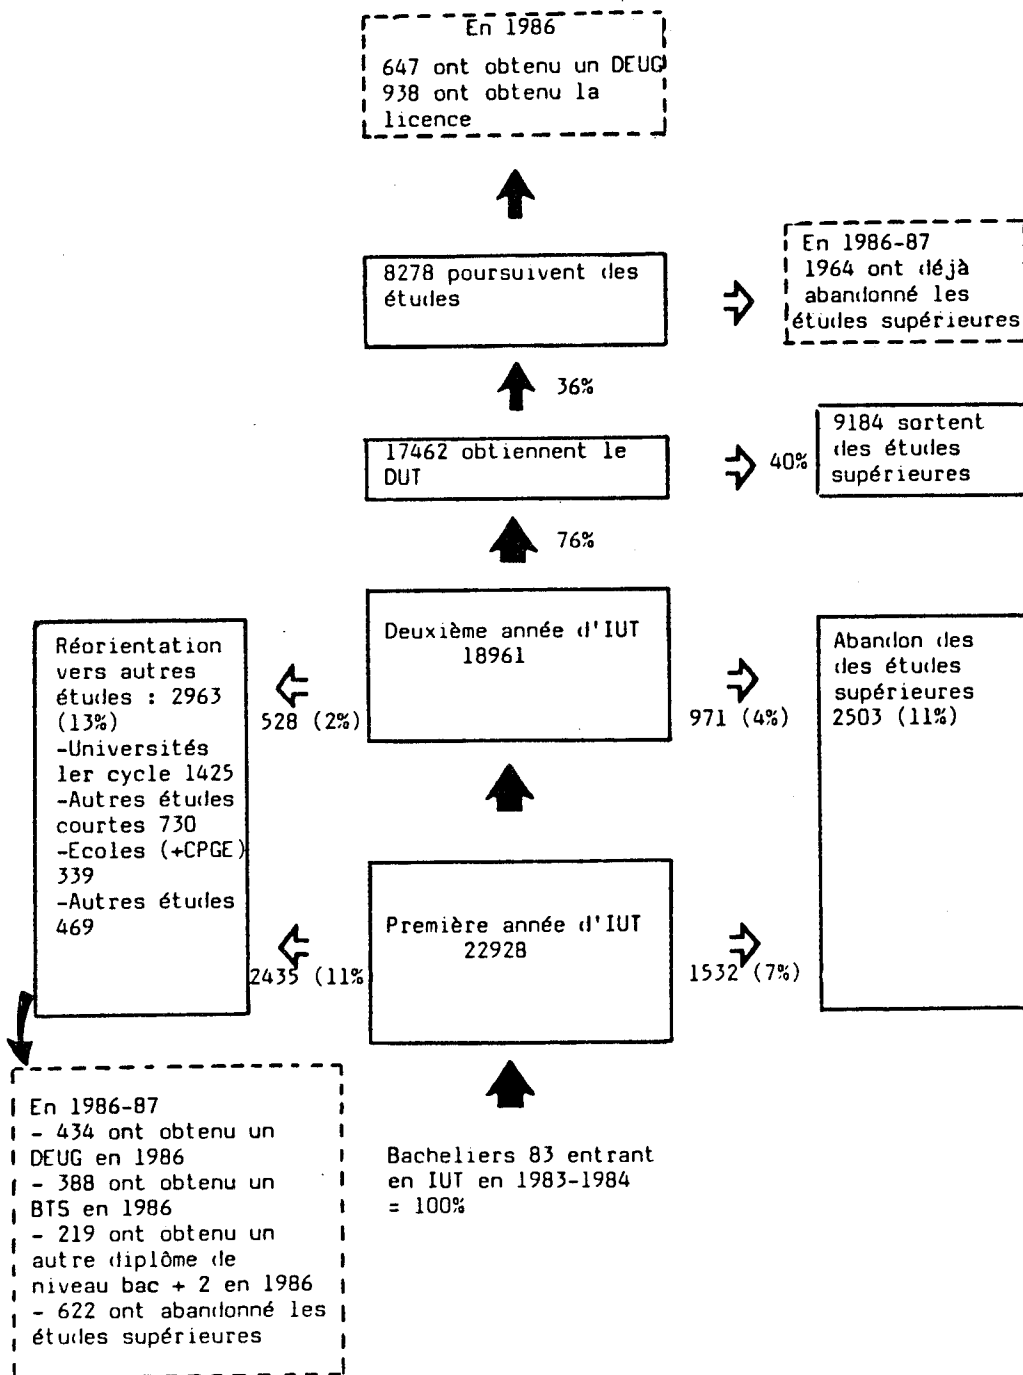 En 1986
647 ont obtenu un DEUG
938 ont obtenu la
licence
8278 poursuivent des
études
En 1986-87
1964 ont déjà
abandonné les
études supérieures
36%
17462 obtiennent le
DUT
40%
9184 sortent
des études
supérieures
76%
Deuxième année d'IUT
18961
Réorientation
vers autres
études : 2963
(13%)
-Universités
1er cycle 1425
-Autres études
courtes 730
-Ecoles (+CPGE)
339
-Autres études
469
528 (2%)
971 (4%)
Abandon des
des études
supérieures
2503 (11%)
Première année d'IUT
22928
2435 (11%
1532 (7%)
En 1986-87
- 434 ont obtenu un
DEUG en 1986
- 388 ont obtenu un
BTS en 1986
- 219 ont obtenu un
autre diplôme de
niveau bac + 2 en 1986
- 622 ont abandonné les
études supérieures
Bacheliers 83 entrant
en IUT en 1983-1984
= 100%